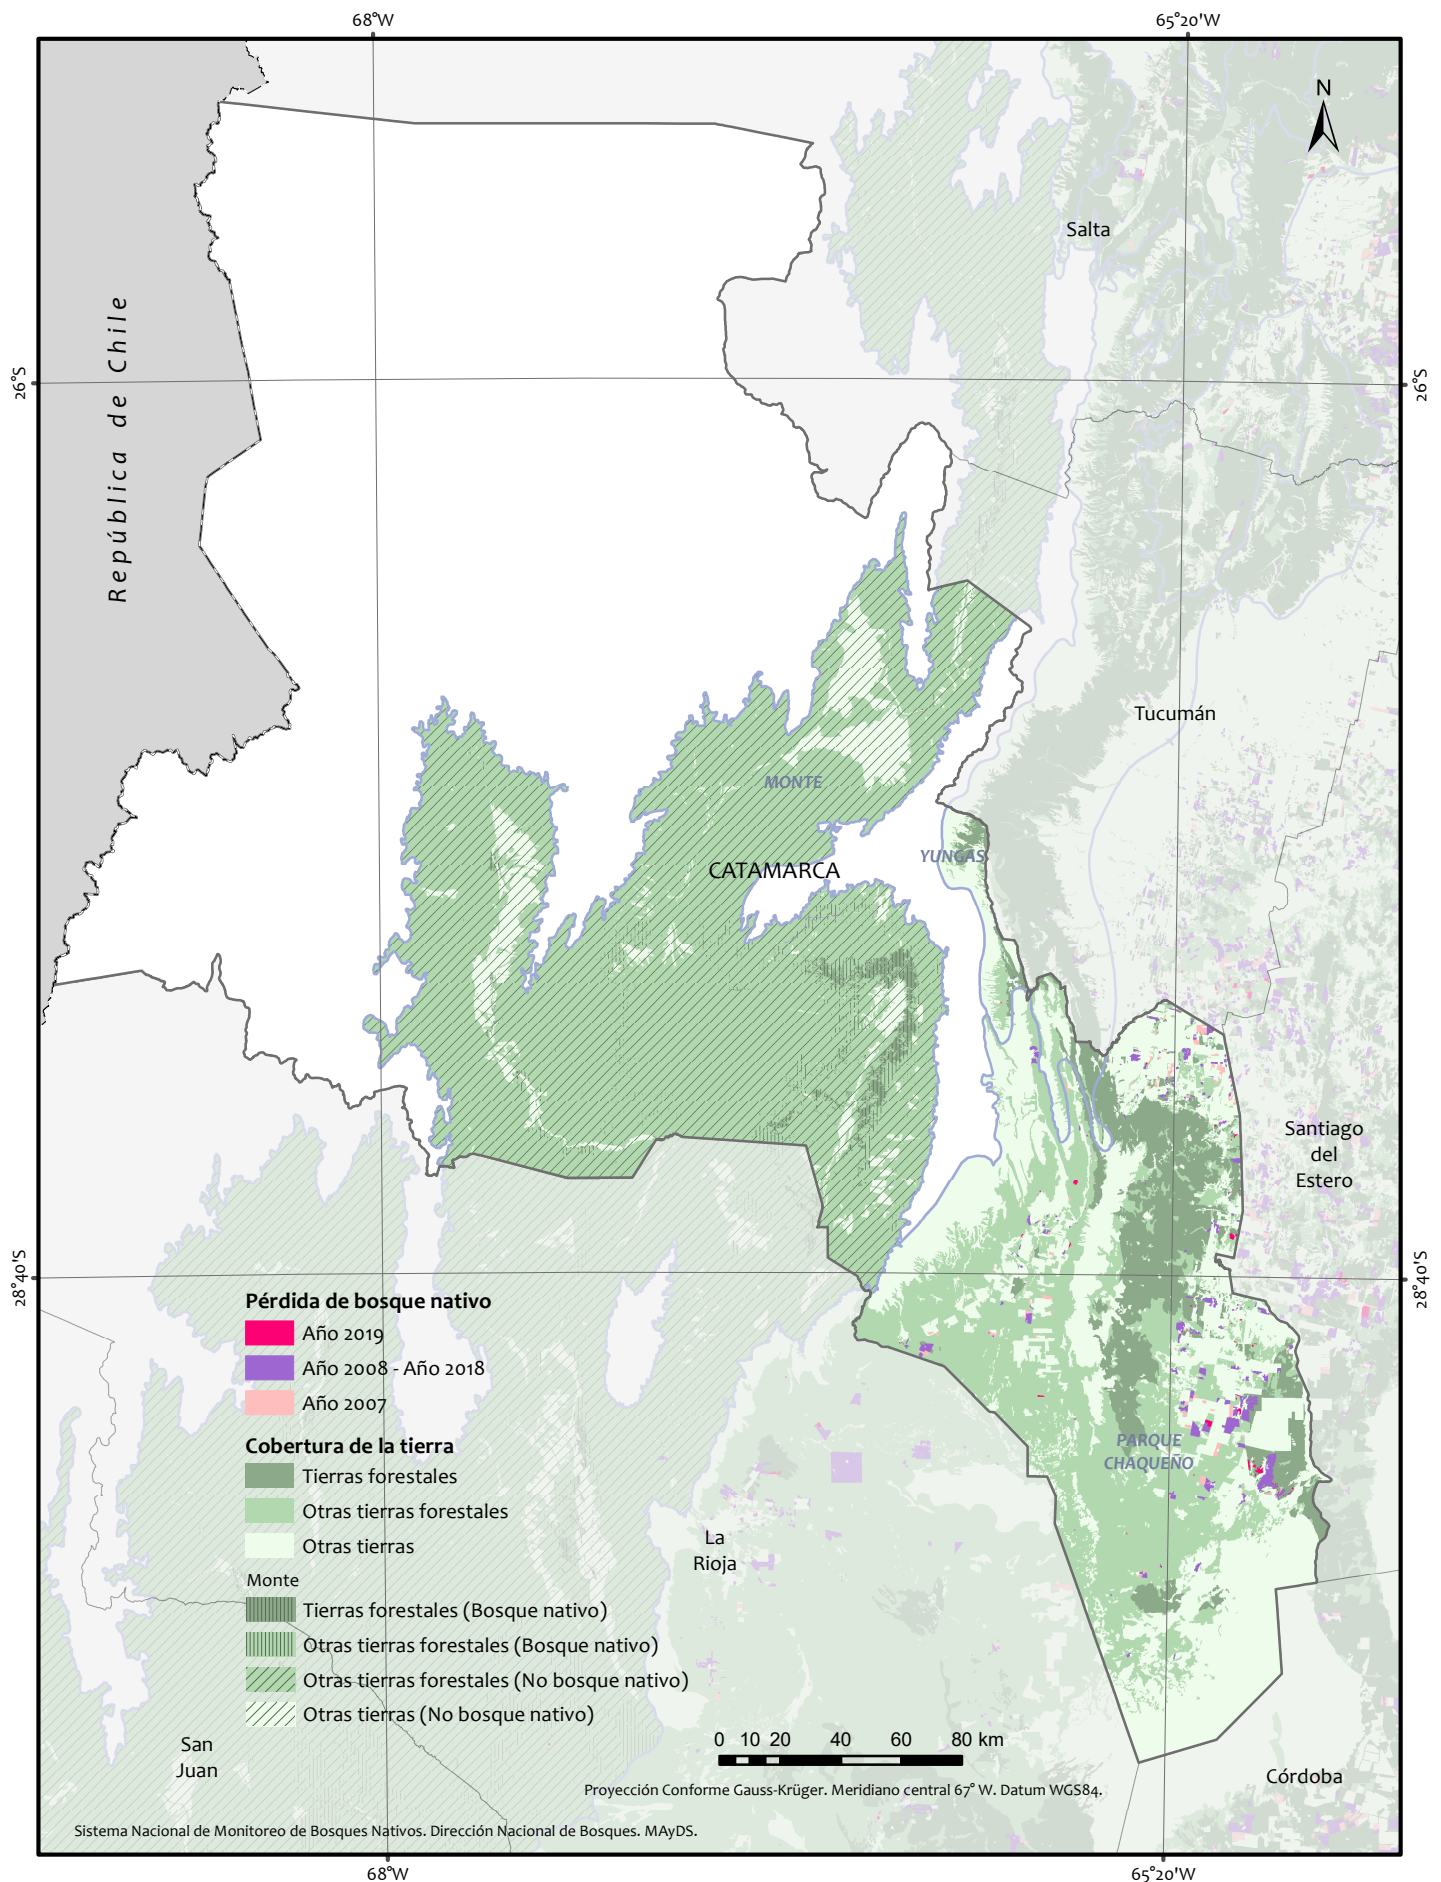 68°W
65°20'W
N
Salta
República de Chile
26°S
26°S
Tucumán
MONTE
YUNGAS
CATAMARCA
Santiago
del
Estero
28°40'S
28°40'S
Pérdida de bosque nativo
Año 2019
Año 2008 - Año 2018
Año 2007
Cobertura de la tierra
Tierras forestales
Otras tierras forestales
Otras tierras
Monte
Tierras forestales (Bosque nativo)
Otras tierras forestales (Bosque nativo)
Otras tierras forestales (No bosque nativo)
Otras tierras (No bosque nativo)
PARQUE
CHAQUEÑO
La
Rioja
San
Juan
0 10 20 40 60 80 km
Córdoba
Proyección Conforme Gauss-Krüger. Meridiano central 67° W. Datum WGS84.
Sistema Nacional de Monitoreo de Bosques Nativos. Dirección Nacional de Bosques. MAyDS.
68°W
65°20'W